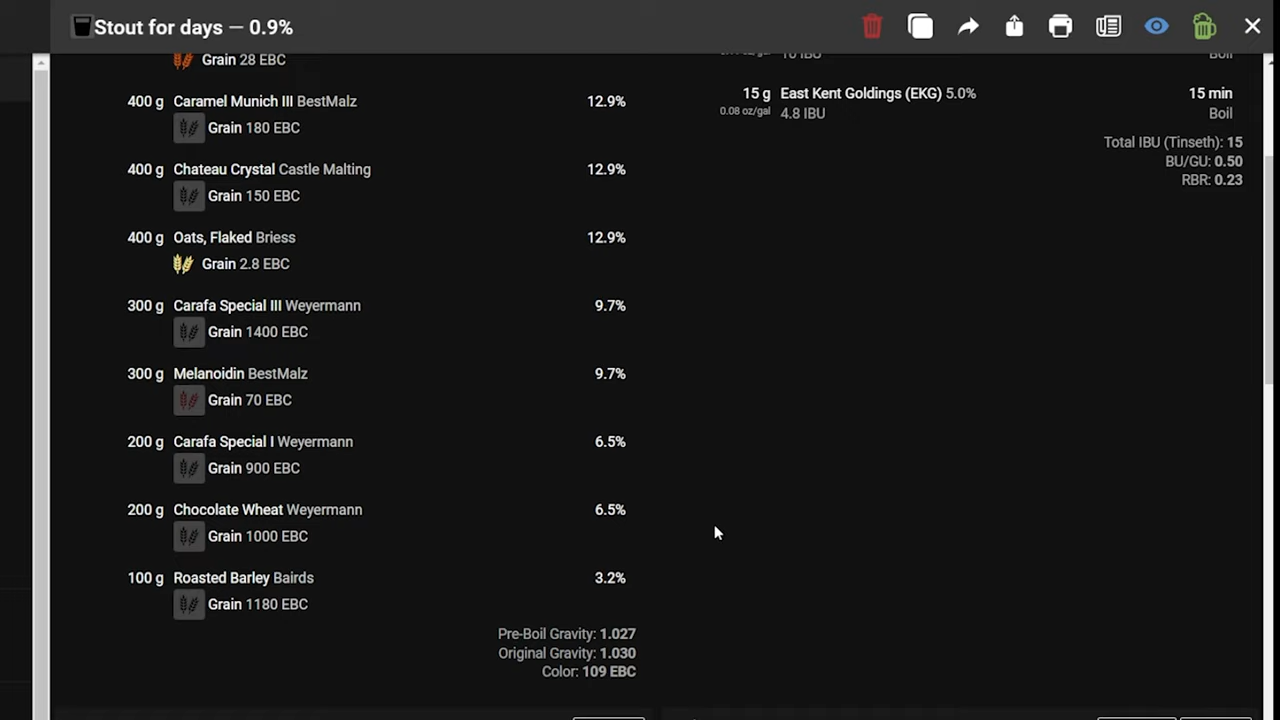 Stout for days — 0.9%
Grain 28 EBC
400 g Caramel Munich III BestMalz 12.9%
Grain 180 EBC
400 g Chateau Crystal Castle Malting 12.9%
Grain 150 EBC
400 g Oats, Flaked Briess 12.9%
Grain 2.8 EBC
300 g Carafa Special III Weyermann 9.7%
Grain 1400 EBC
300 g Melanoidin BestMalz 9.7%
Grain 70 EBC
200 g Carafa Special I Weyermann 6.5%
Grain 900 EBC
200 g Chocolate Wheat Weyermann 6.5%
Grain 1000 EBC
100 g Roasted Barley Bairds 3.2%
Grain 1180 EBC
Pre-Boil Gravity: 1.027
Original Gravity: 1.030
Color: 109 EBC
10 IBU Boil
15 g East Kent Goldings (EKG) 5.0% 15 min
0.08 oz/gal 4.8 IBU Boil
Total IBU (Tinseth): 15
BU/GU: 0.50
RBR: 0.23